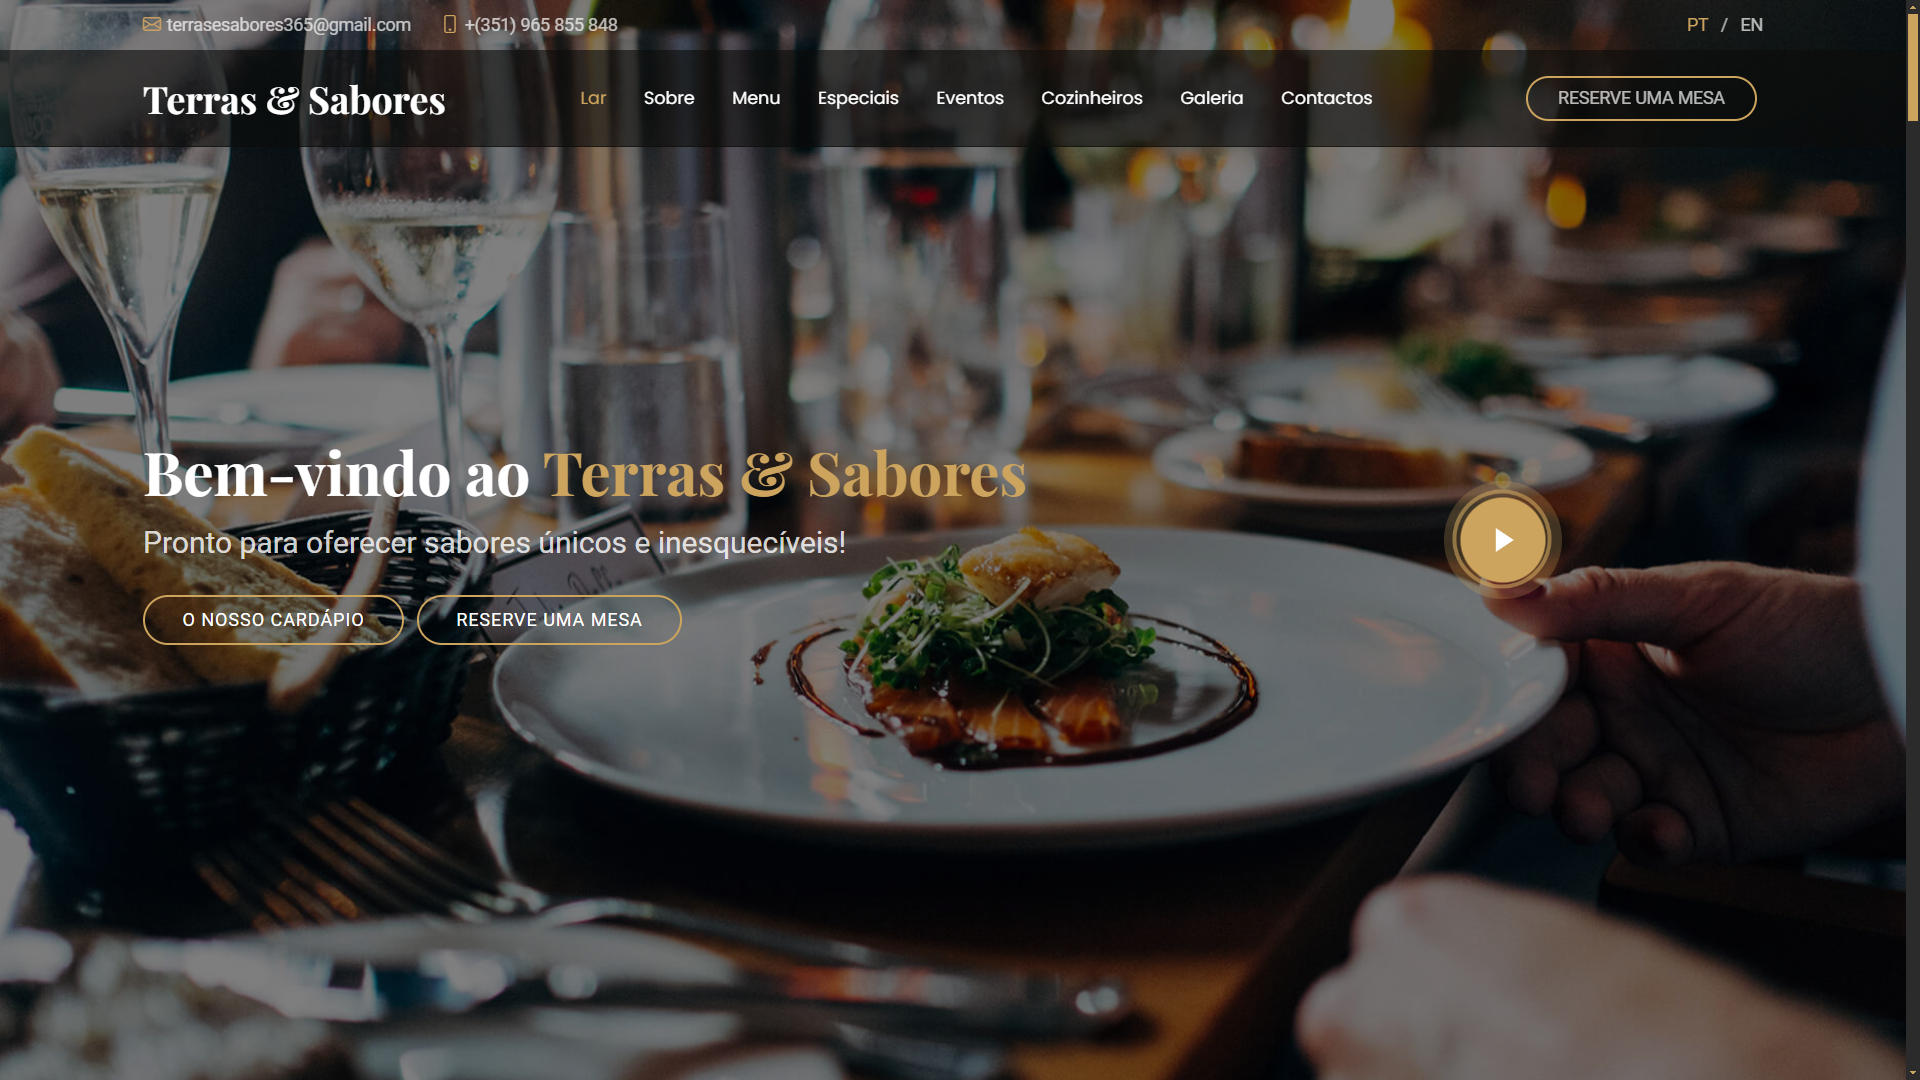 terrasesabores365@gmail.com +(351) 965 855 848 PT / EN
Terras & Sabores Lar Sobre Menu Especiais Eventos Cozinheiros Galeria Contactos RESERVE UMA MESA
Bem-vindo ao Terras & Sabores
Pronto para oferecer sabores únicos e inesquecíveis!
O NOSSO CARDÁPIO RESERVE UMA MESA